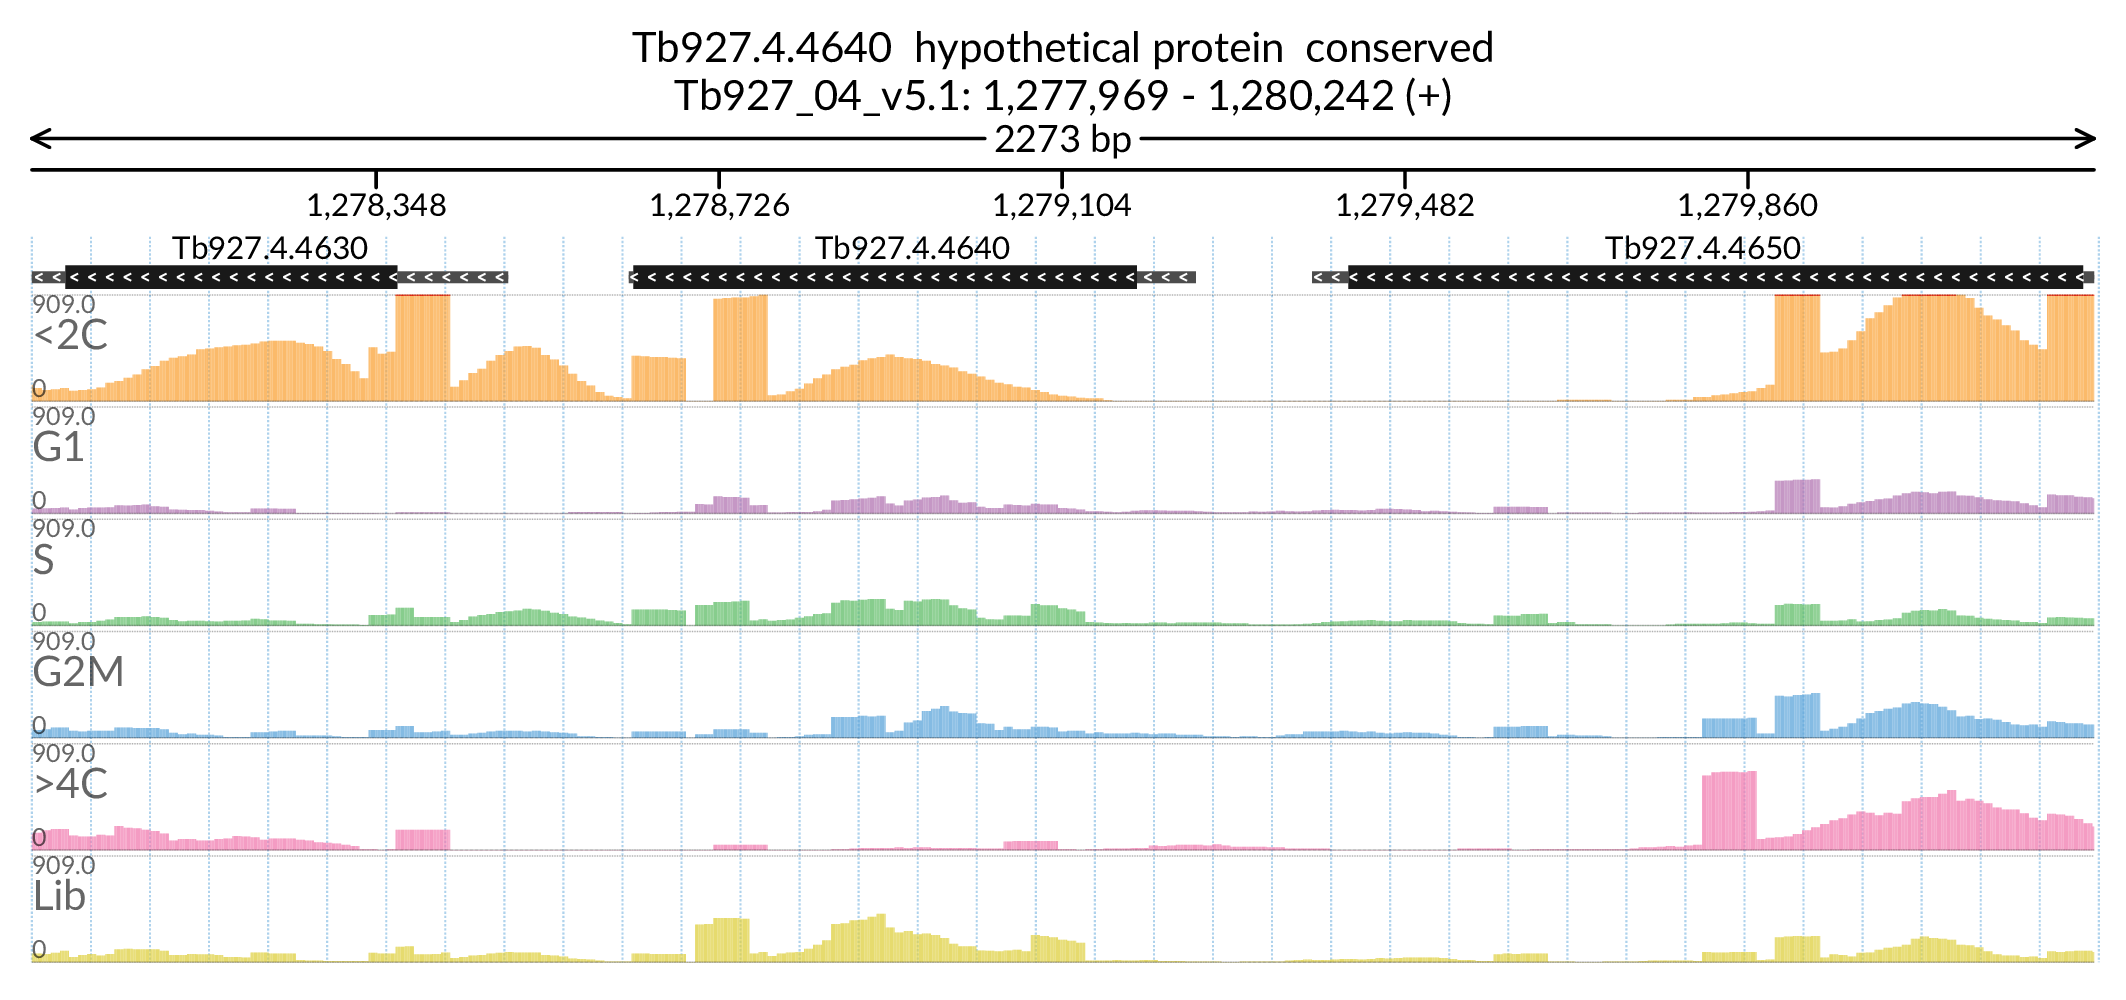 Tb927.4.4640  hypothetical protein  conserved
Tb927_04_v5.1: 1,277,969 - 1,280,242 (+)
2273 bp
1,278,348 1,278,726 1,279,104 1,279,482 1,279,860
Tb927.4.4630 Tb927.4.4640 Tb927.4.4650
909.0
<2C
0
909.0
G1
0
909.0
S
0
909.0
G2M
0
909.0
>4C
0
909.0
Lib
0